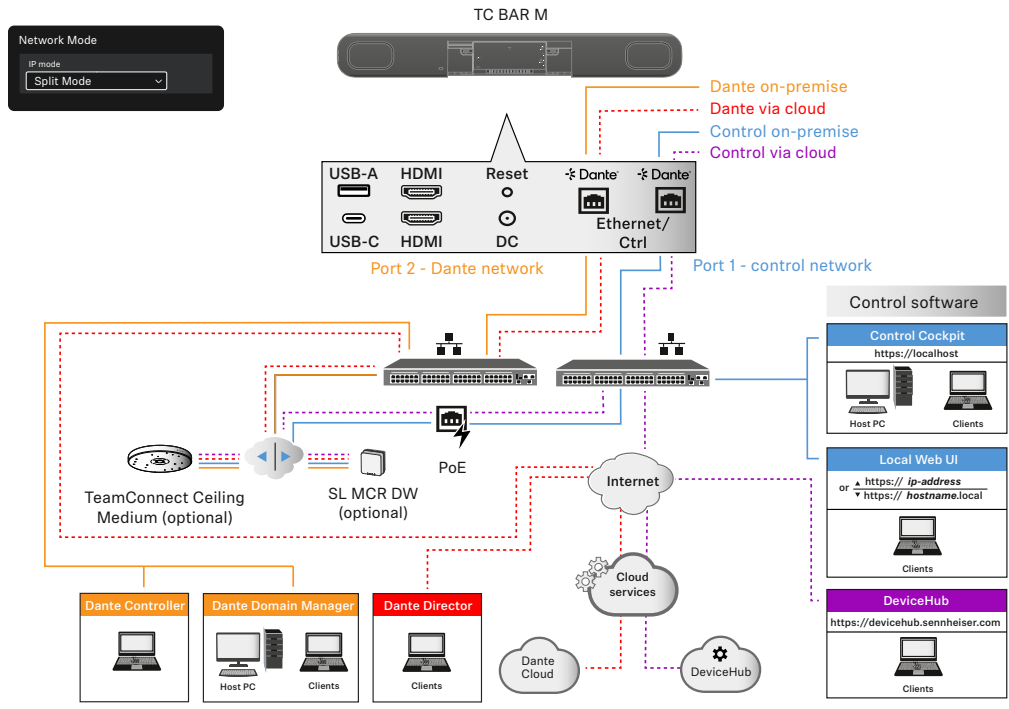 TC BAR M
Network Mode
IP mode
Split Mode
Dante on-premise
Dante via cloud
Control on-premise
Control via cloud
USB-A
HDMI
Reset
Dante
Dante
Ethernet/
Ctrl
USB-C
HDMI
DC
Port 2 - Dante network
Port 1 - control network
Control software
Control Cockpit
https://localhost
Host PC
Clients
PoE
TeamConnect Ceiling
Medium (optional)
SL MCR DW
(optional)
Internet
Local Web UI
or
https:// ip-address
https:// hostname.local
Clients
Cloud
services
Dante Controller
Clients
Dante Domain Manager
Host PC
Clients
Dante Director
Clients
Dante
Cloud
DeviceHub
DeviceHub
https://devicehub.sennheiser.com
Clients